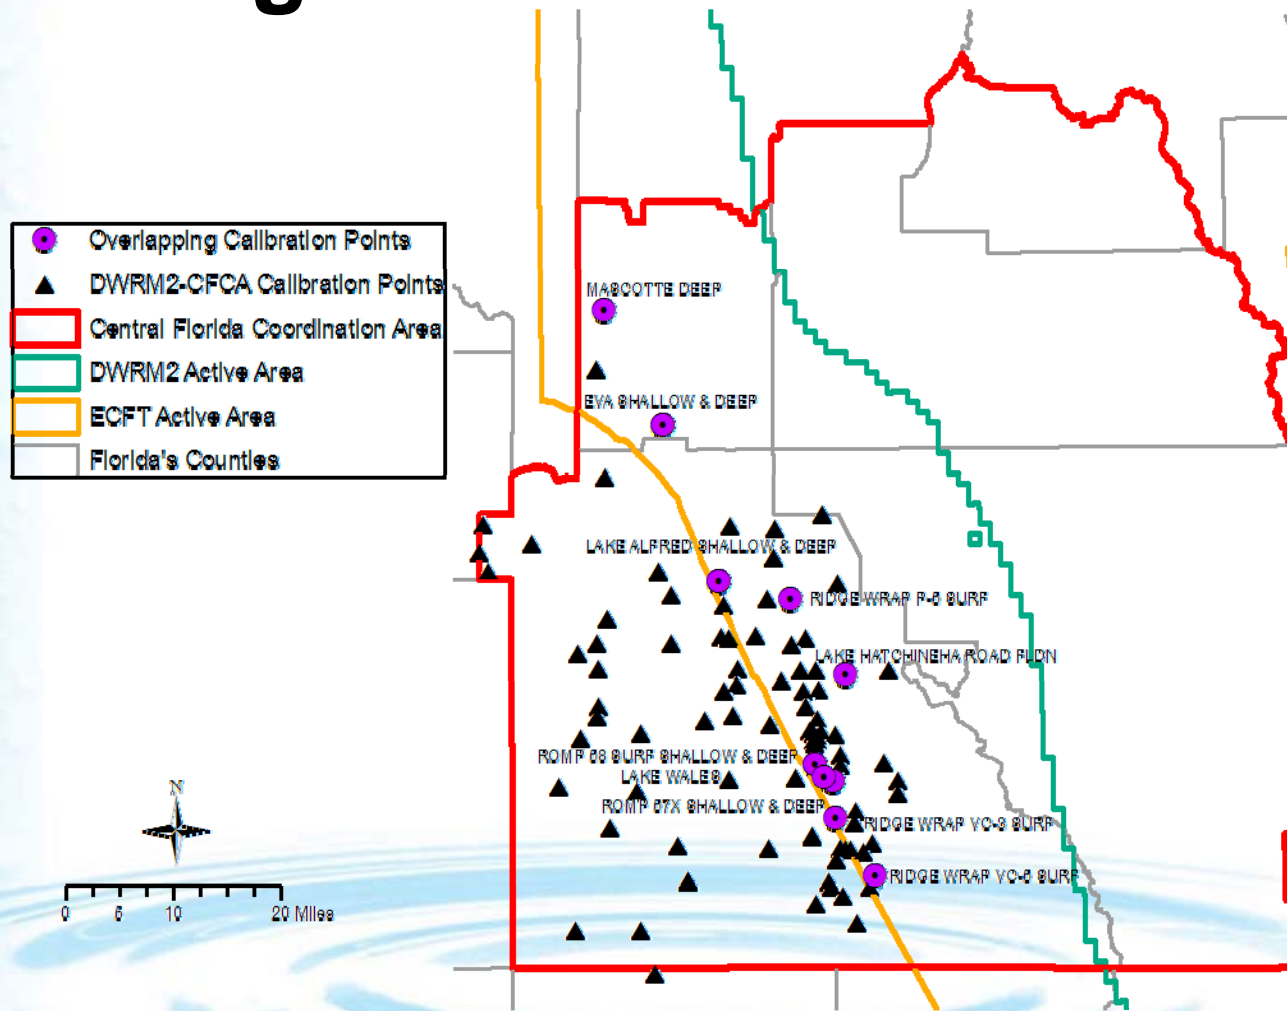 g
Overlapping Calibration Points
DWRM2-CFCA Calibration Points
Central Florida Coordination Area
DWRM2 Active Area
ECFT Active Area
Florida's Counties
MASCOTTE DEEP
EVA SHALLOW & DEEP
LAKE ALFRED SHALLOW & DEEP
RIDGE WRAP P-5 SURF
LAKE HATCHINEHA ROAD FLDN
ROMP 58 SURF SHALLOW & DEEP
LAKE WALES
ROMP 57X SHALLOW & DEEP
RIDGE WRAP VC-3 SURF
RIDGE WRAP VC-5 SURF
N
0 5 10 20 Miles